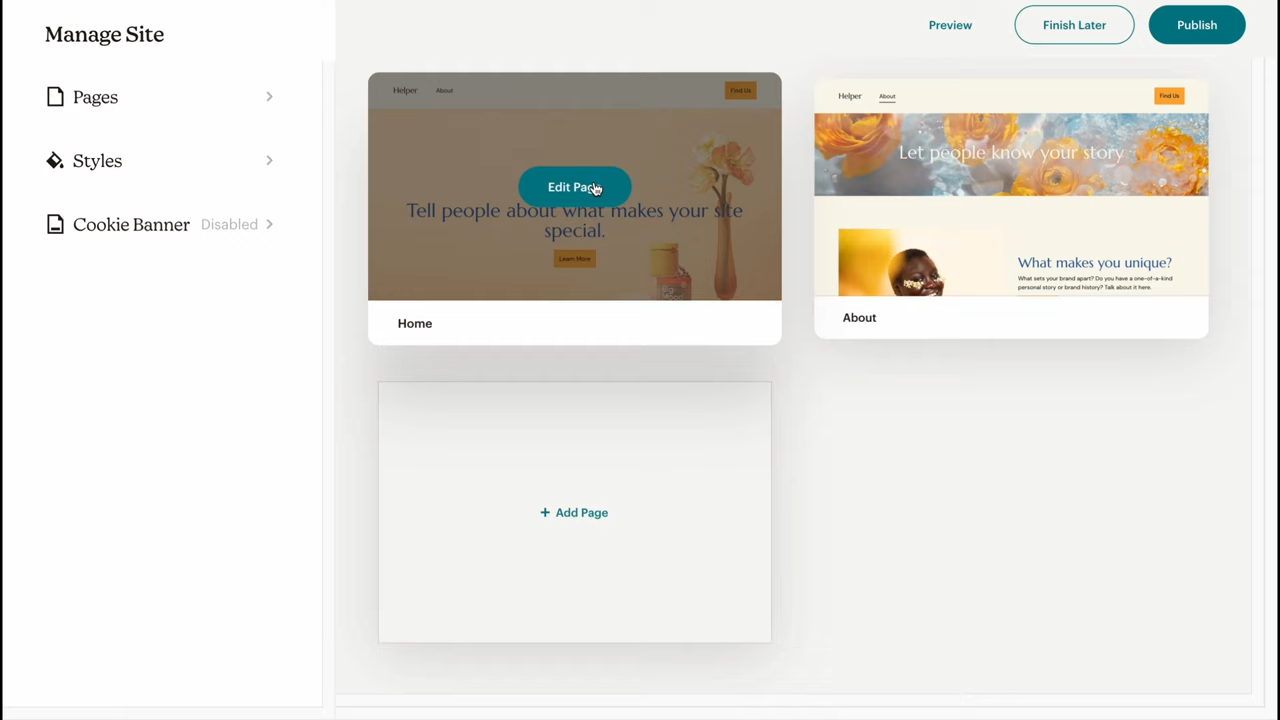 Manage Site
Pages
Styles
Cookie Banner Disabled
Preview
Finish Later
Publish
Helper About Find Us
Edit Page
Tell people about what makes your site
special.
Learn More
Home
Helper About Find Us
Let people know your story
What makes you unique?
What sets your brand apart? Do you have a one-of-a-kind
personal story or brand history? Talk about it here.
About
+ Add Page